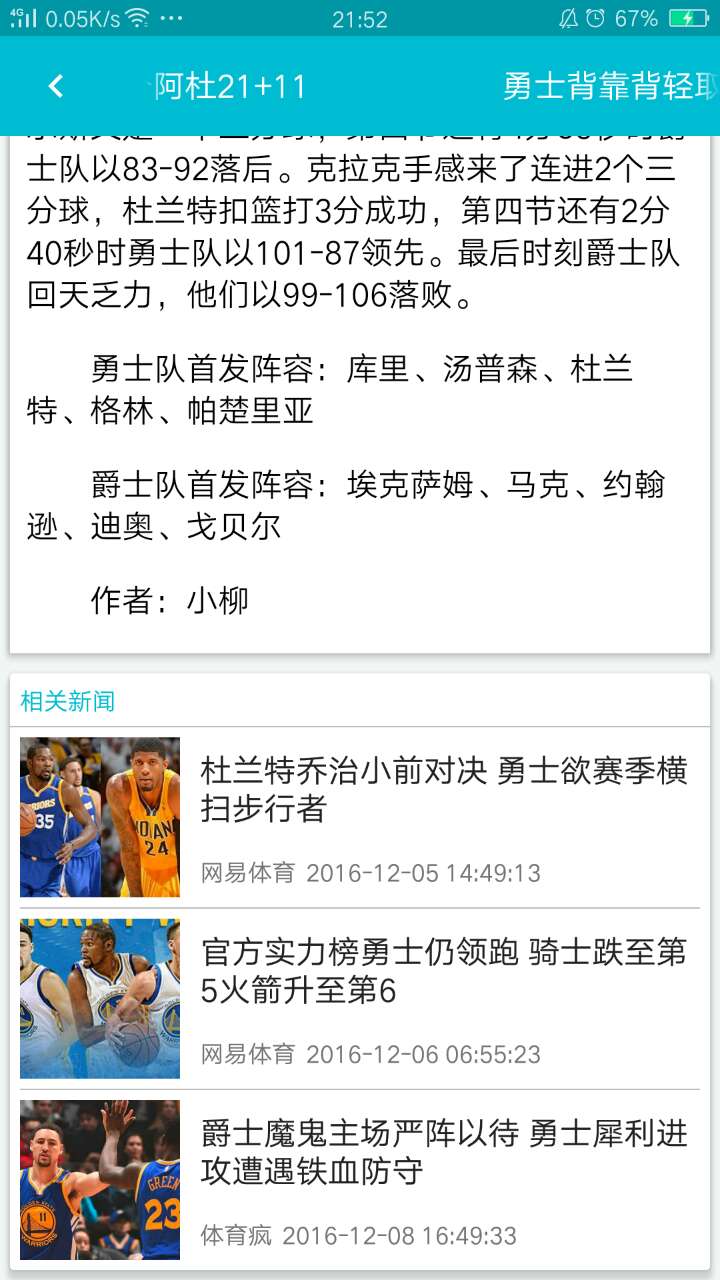 4G 0.05K/s 21:52 67%
阿杜21+11 勇士背靠背轻取
士队以83-92落后。克拉克手感来了连进2个三
分球，杜兰特扣篮打3分成功，第四节还有2分
40秒时勇士队以101-87领先。最后时刻爵士队
回天乏力，他们以99-106落败。
勇士队首发阵容：库里、汤普森、杜兰
特、格林、帕楚里亚
爵士队首发阵容：埃克萨姆、马克、约翰
逊、迪奥、戈贝尔
作者：小柳
相关新闻
杜兰特乔治小前对决 勇士欲赛季横
扫步行者
网易体育 2016-12-05 14:49:13
官方实力榜勇士仍领跑 骑士跌至第
5火箭升至第6
网易体育 2016-12-06 06:55:23
爵士魔鬼主场严阵以待 勇士犀利进
攻遭遇铁血防守
体育疯 2016-12-08 16:49:33
35
INDIANA
24
GREEN
23
11
WARRIORS